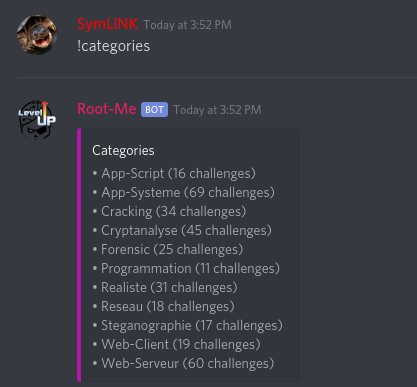 SymLiNK Today at 3:52 PM
!categories
LeveL UP
Root-Me BOT Today at 3:52 PM
Categories
• App-Script (16 challenges)
• App-Systeme (69 challenges)
• Cracking (34 challenges)
• Cryptanalyse (45 challenges)
• Forensic (25 challenges)
• Programmation (11 challenges)
• Realiste (31 challenges)
• Reseau (18 challenges)
• Steganographie (17 challenges)
• Web-Client (19 challenges)
• Web-Serveur (60 challenges)